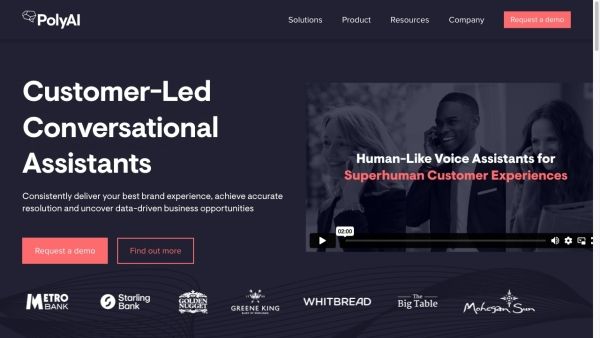 PolyAI
Solutions
Product
Resources
Company
Request a demo
Customer-Led
Conversational
Assistants
Consistently deliver your best brand experience, achieve accurate
resolution and uncover data-driven business opportunities
Request a demo
Find out more
Human-Like Voice Assistants for
Superhuman Customer Experiences
02:00
METRO
BANK
Starling
Bank
GOLDEN
NUGGET
GREENE KING
WHITBREAD
The
Big Table
Mohegan Sun